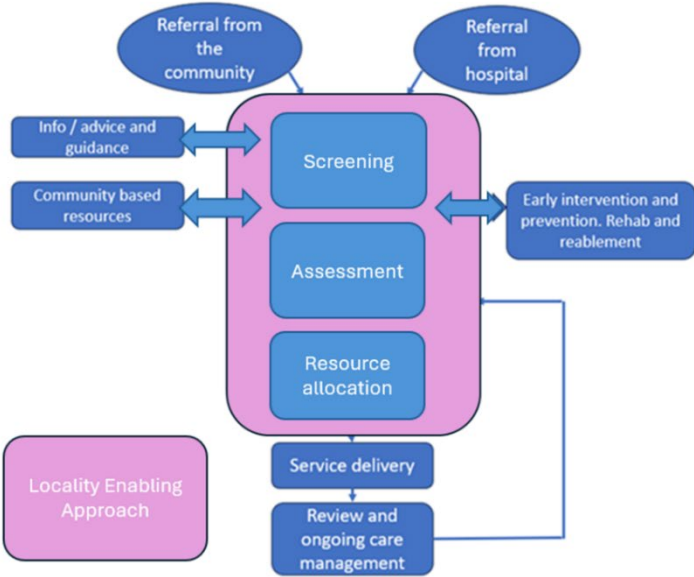 Referral from
the
community
Referral
from
hospital
Info / advice and
guidance
Screening
Community based
resources
Early intervention and
prevention. Rehab and
reablement
Assessment
Resource
allocation
Locality Enabling
Approach
Service delivery
Review and
ongoing care
management